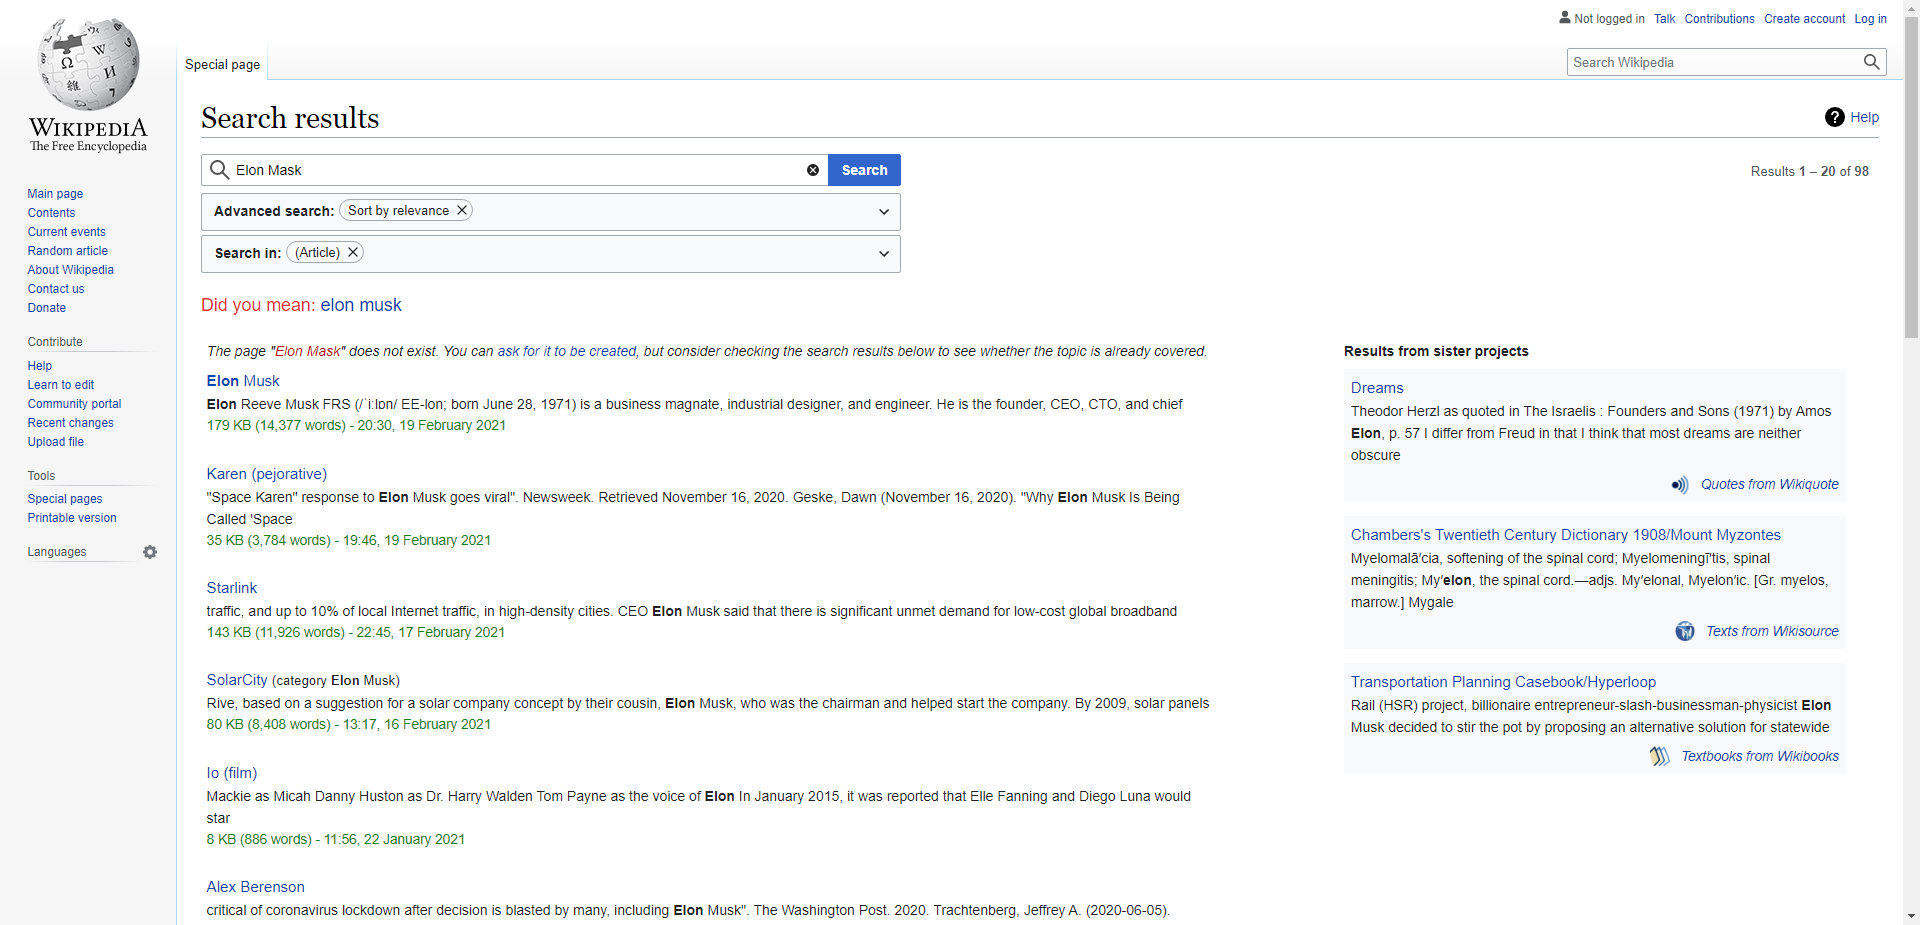 Not logged in Talk Contributions Create account Log in
Special page
Search Wikipedia
WIKIPEDIA
The Free Encyclopedia
Main page
Contents
Current events
Random article
About Wikipedia
Contact us
Donate
Contribute
Help
Learn to edit
Community portal
Recent changes
Upload file
Tools
Special pages
Printable version
Languages
Search results
Help
Elon Mask
Search
Results 1 – 20 of 98
Advanced search: Sort by relevance
Search in: (Article)
Did you mean: elon musk
The page "Elon Mask" does not exist. You can ask for it to be created, but consider checking the search results below to see whether the topic is already covered.
Elon Musk
Elon Reeve Musk FRS (/ˈiːlɒn/ EE-lon; born June 28, 1971) is a business magnate, industrial designer, and engineer. He is the founder, CEO, CTO, and chief
179 KB (14,377 words) - 20:30, 19 February 2021
Karen (pejorative)
"Space Karen" response to Elon Musk goes viral". Newsweek. Retrieved November 16, 2020. Geske, Dawn (November 16, 2020). "Why Elon Musk Is Being
Called 'Space
35 KB (3,784 words) - 19:46, 19 February 2021
Starlink
traffic, and up to 10% of local Internet traffic, in high-density cities. CEO Elon Musk said that there is significant unmet demand for low-cost global broadband
143 KB (11,926 words) - 22:45, 17 February 2021
SolarCity (category Elon Musk)
Rive, based on a suggestion for a solar company concept by their cousin, Elon Musk, who was the chairman and helped start the company. By 2009, solar panels
80 KB (8,408 words) - 13:17, 16 February 2021
Io (film)
Mackie as Micah Danny Huston as Dr. Harry Walden Tom Payne as the voice of Elon In January 2015, it was reported that Elle Fanning and Diego Luna would
star
8 KB (886 words) - 11:56, 22 January 2021
Alex Berenson
critical of coronavirus lockdown after decision is blasted by many, including Elon Musk". The Washington Post. 2020. Trachtenberg, Jeffrey A. (2020-06-05).
Results from sister projects
Dreams
Theodor Herzl as quoted in The Israelis : Founders and Sons (1971) by Amos
Elon, p. 57 I differ from Freud in that I think that most dreams are neither
obscure
Quotes from Wikiquote
Chambers's Twentieth Century Dictionary 1908/Mount Myzontes
Myelomalā′cia, softening of the spinal cord; Myelomeningī′tis, spinal
meningitis; My′elon, the spinal cord.—adjs. My′elonal, Myelon′ic. [Gr. myelos,
marrow.] Mygale
Texts from Wikisource
Transportation Planning Casebook/Hyperloop
Rail (HSR) project, billionaire entrepreneur-slash-businessman-physicist Elon
Musk decided to stir the pot by proposing an alternative solution for statewide
Textbooks from Wikibooks